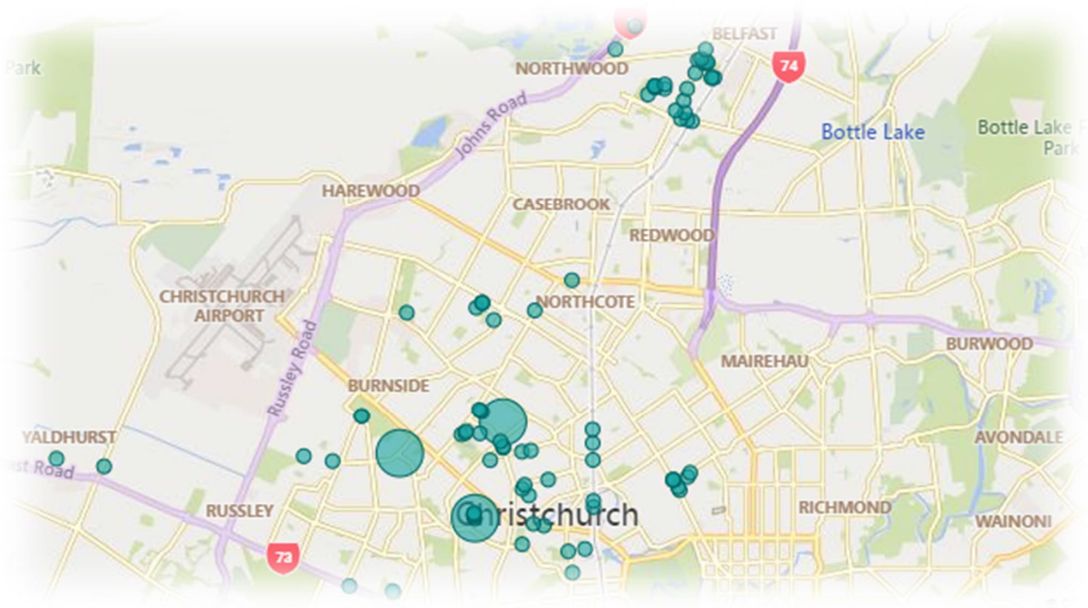 BELFAST
Park
NORTHWOOD
74
Johns Road
Bottle Lake
Bottle Lake
Park
HAREWOOD
CASEBROOK
REDWOOD
CHRISTCHURCH
AIRPORT
NORTHCOTE
Russley Road
BURWOOD
MAIREHAU
BURNSIDE
YALDHURST
AVONDALE
Road
RUSSLEY
Christchurch
RICHMOND
WAINONI
73